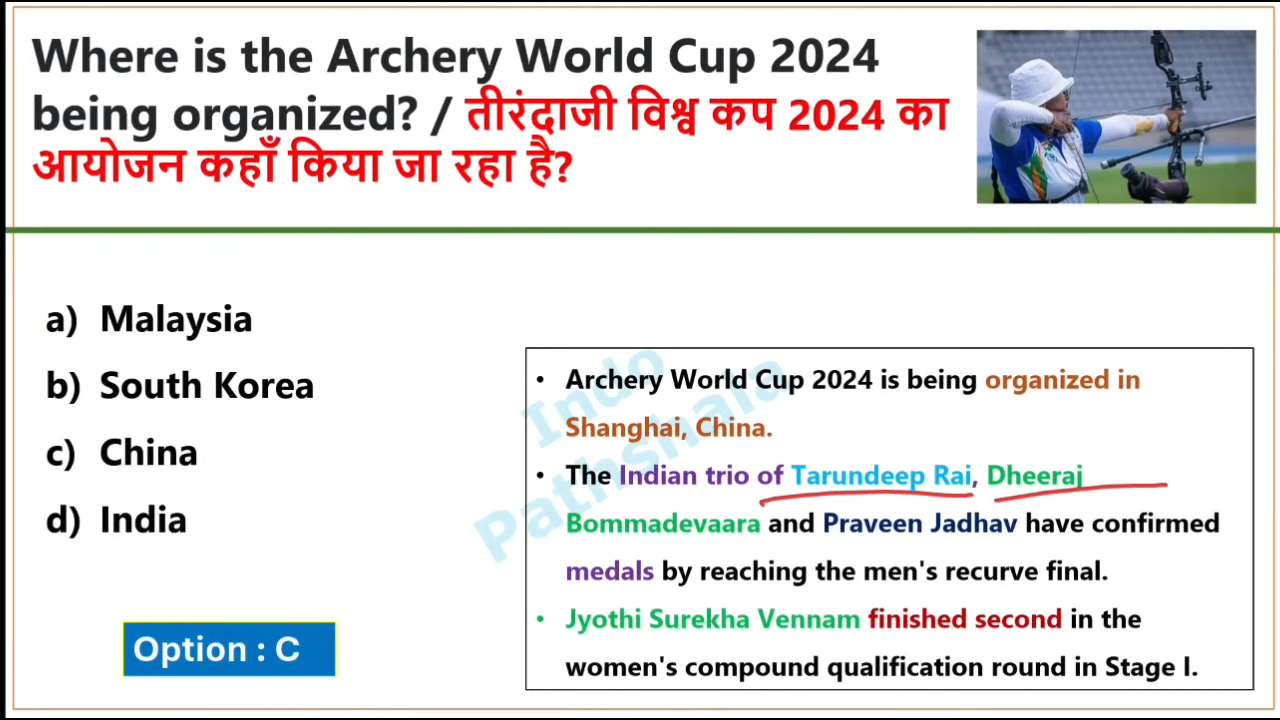 Where is the Archery World Cup 2024
being organized? / तीरंदाजी विश्व कप 2024 का
आयोजन कहाँ किया जा रहा है?
a) Malaysia
b) South Korea
c) China
d) India
Option : C
• Archery World Cup 2024 is being organized in
Shanghai, China.
• The Indian trio of Tarundeep Rai, Dheeraj
Bommadevaara and Praveen Jadhav have confirmed
medals by reaching the men's recurve final.
• Jyothi Surekha Vennam finished second in the
women's compound qualification round in Stage I.
Indo
Pathshala